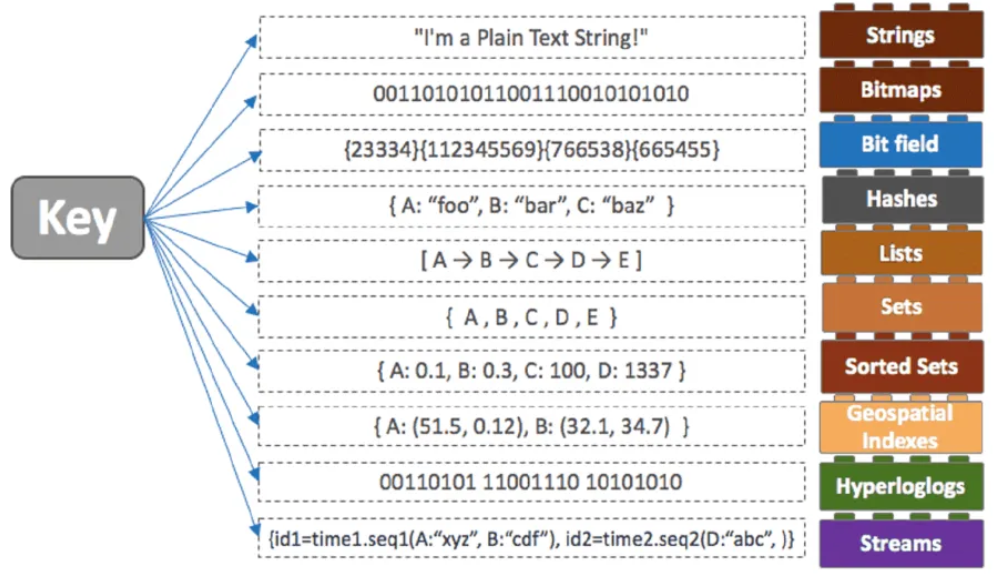 "I'm a Plain Text String!"
Strings
00110101011001110010101010
Bitmaps
{23334}{112345569}{766538}{665455}
Bit field
Key
{ A: “foo”, B: “bar”, C: “baz” }
Hashes
[ A → B → C → D → E ]
Lists
{ A , B , C , D , E }
Sets
{ A: 0.1, B: 0.3, C: 100, D: 1337 }
Sorted Sets
{ A: (51.5, 0.12), B: (32.1, 34.7) }
Geospatial
Indexes
00110101 11001110 10101010
Hyperloglogs
{id1=time1.seq1(A:“xyz”, B:“cdf”), id2=time2.seq2(D:“abc”, )}
Streams